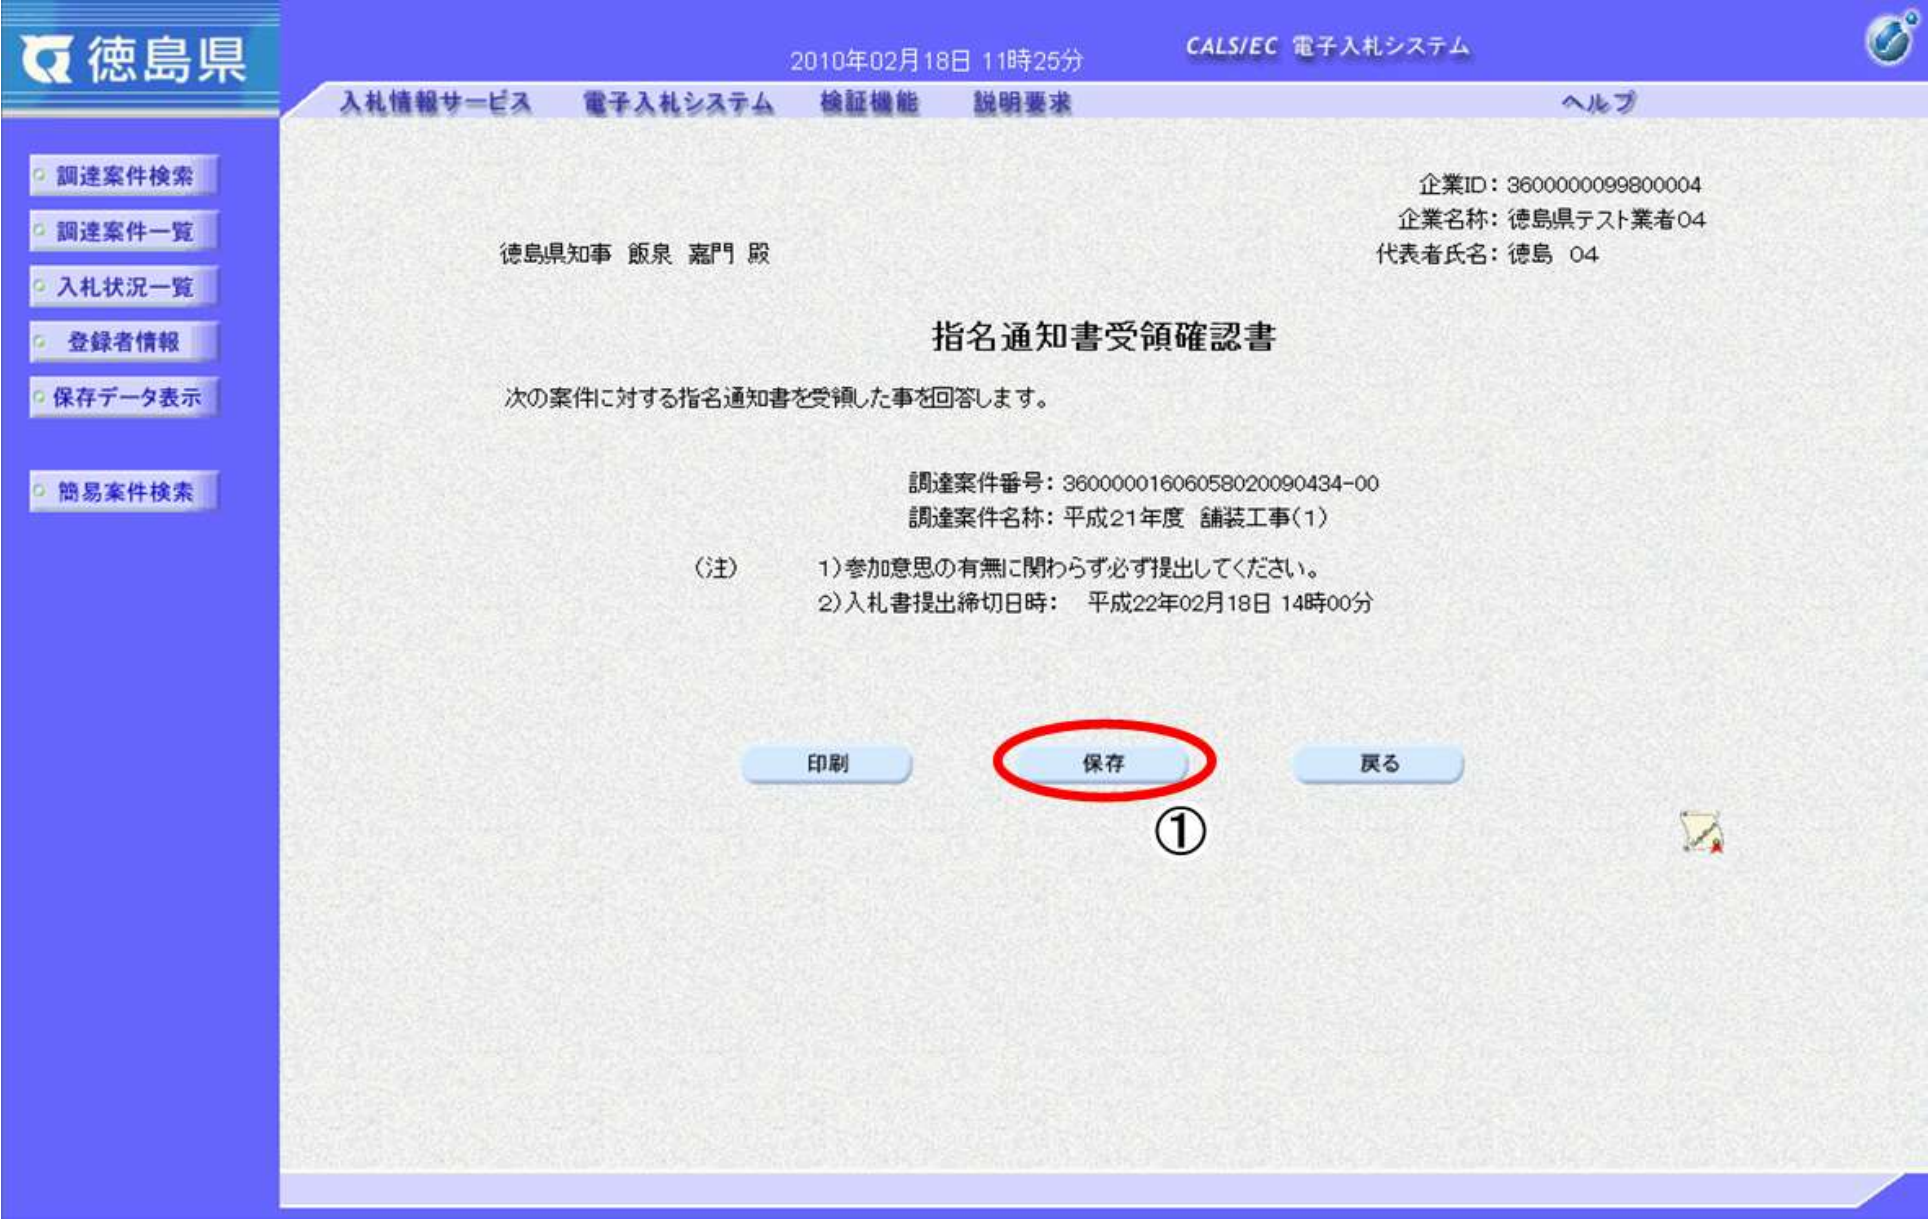 徳島県
2010年02月18日 11時25分
CALS/EC 電子入札システム
入札情報サービス 電子入札システム 検証機能 説明要求 ヘルプ
調達案件検索
調達案件一覧
入札状況一覧
登録者情報
保存データ表示
簡易案件検索
企業ID:3600000099800004
企業名称:徳島県テスト業者04
徳島県知事 飯泉 嘉門 殿
代表者氏名:徳島 04
指名通知書受領確認書
次の案件に対する指名通知書を受領した事を回答します。
調達案件番号:36000001606058020090434-00
調達案件名称:平成21年度 舗装工事(1)
(注) 1)参加意思の有無に関わらず必ず提出してください。
2)入札書提出締切日時: 平成22年02月18日 14時00分
印刷 保存 戻る
①